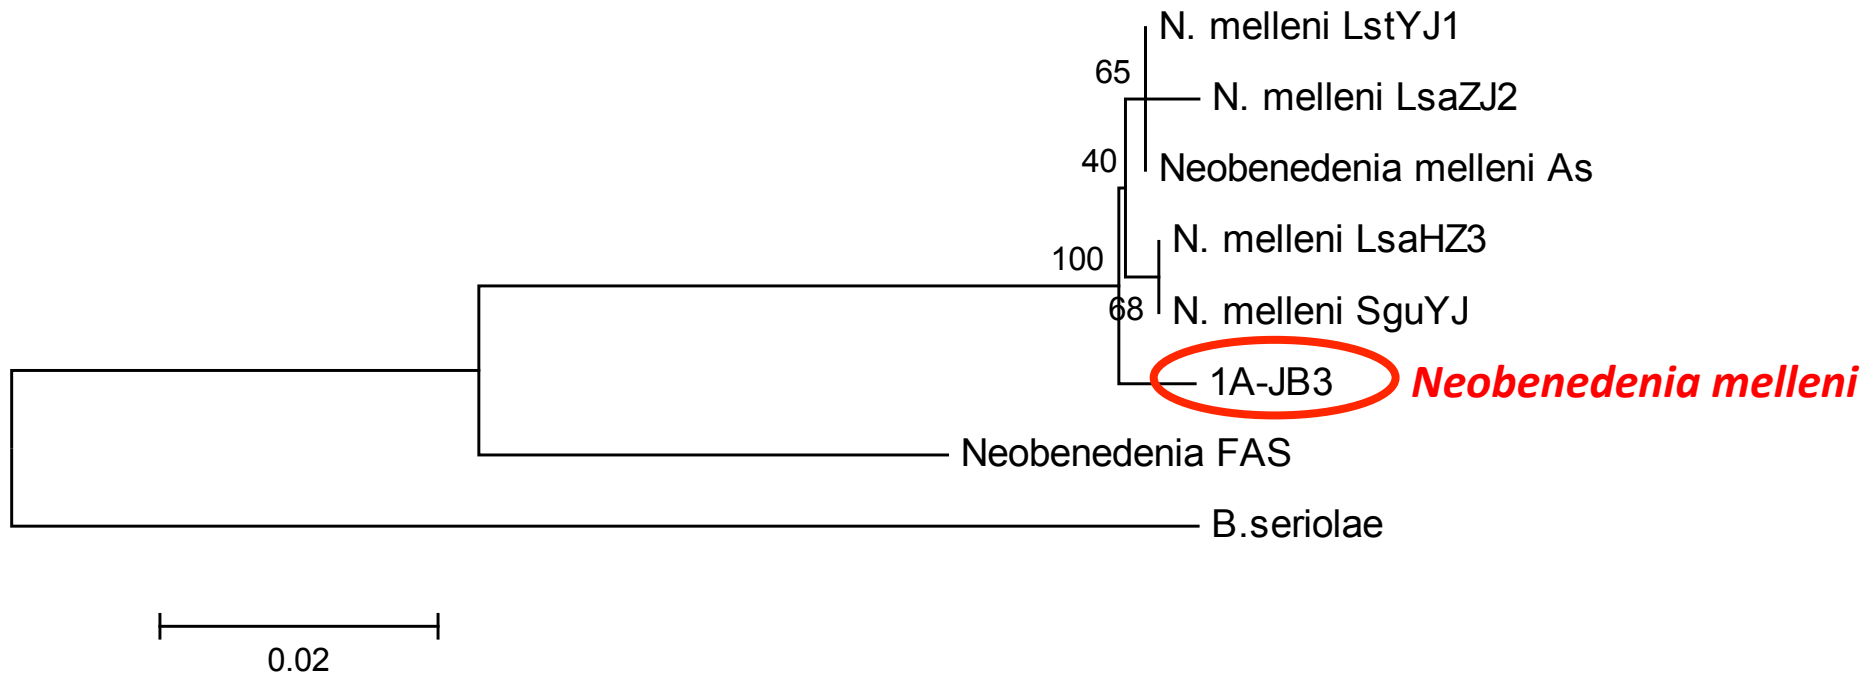 N. melleni LstYJ1
65
N. melleni LsaZJ2
40
Neobenedenia melleni As
N. melleni LsaHZ3
100
68
N. melleni SguYJ
1A-JB3 Neobenedenia melleni
Neobenedenia FAS
B.seriolae
0.02